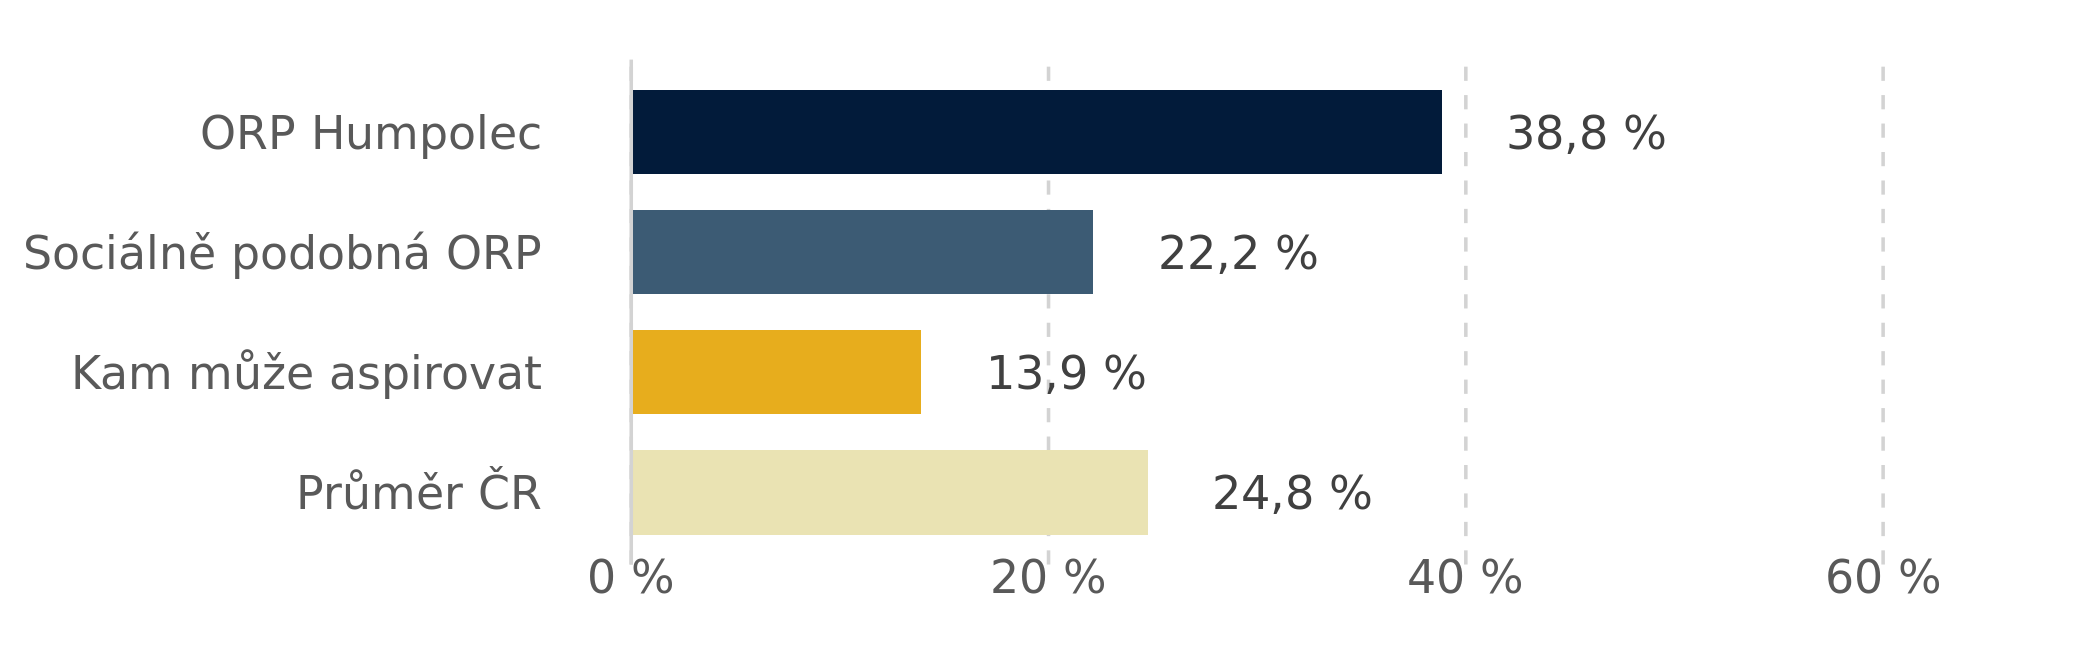 ORP Humpolec 38,8 %
Sociálně podobná ORP 22,2 %
Kam může aspirovat 13,9 %
Průměr ČR 24,8 %
0 % 20 % 40 % 60 %